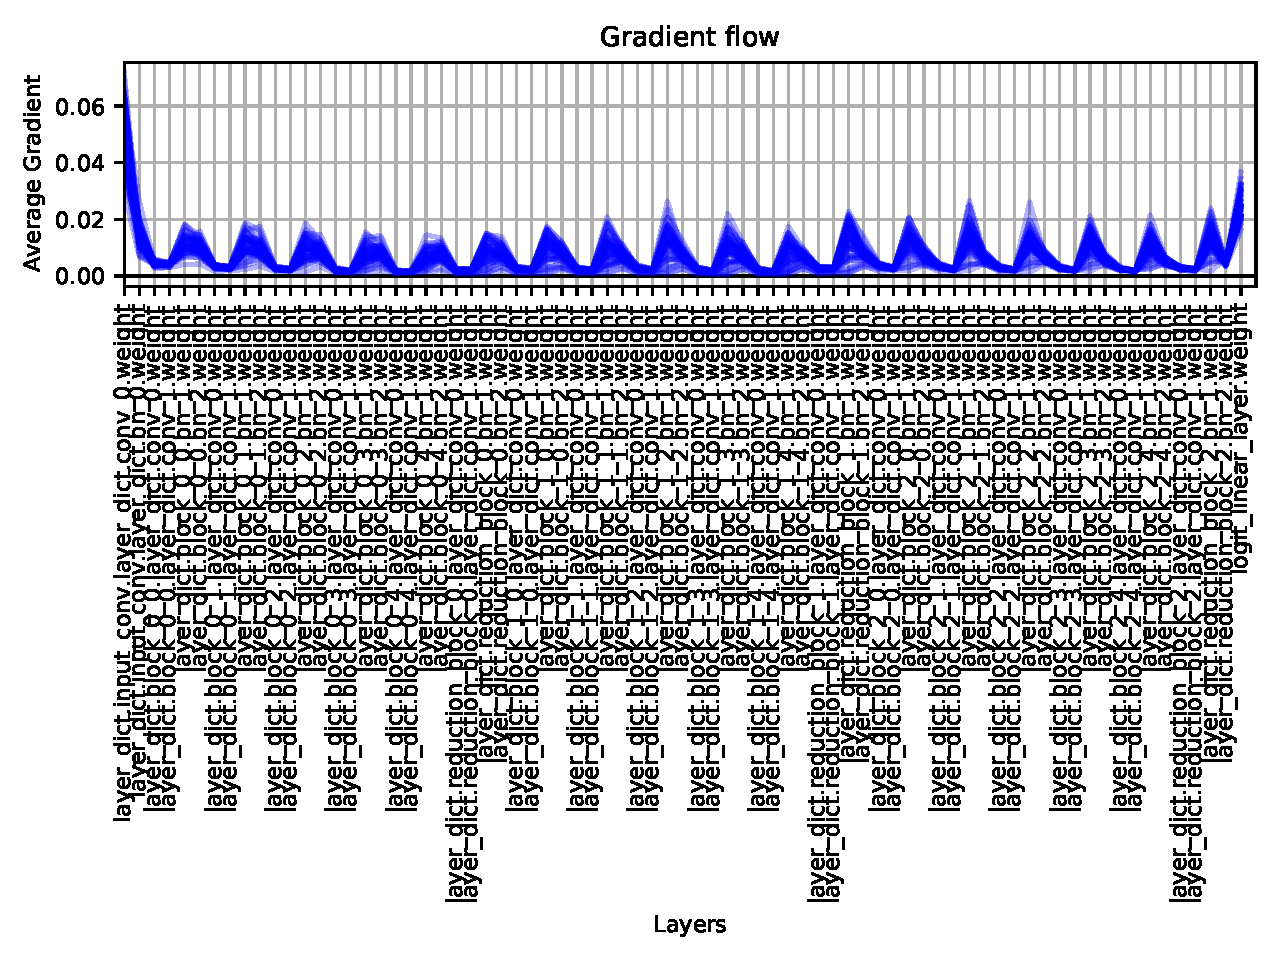 Gradient flow
Average Gradient
0.06
0.04
0.02
0.00
layer_dict.input_conv.layer_dict.conv_0.weight
layer_dict.input_conv.layer_dict.bn_0.weight
layer_dict.block_0_0.layer_dict.conv_0.weight
layer_dict.block_0_0.layer_dict.conv_1.weight
layer_dict.block_0_0.bn_1.weight
layer_dict.block_0_0.bn_2.weight
layer_dict.block_0_1.layer_dict.conv_0.weight
layer_dict.block_0_1.layer_dict.conv_1.weight
layer_dict.block_0_1.bn_1.weight
layer_dict.block_0_1.bn_2.weight
layer_dict.block_0_2.layer_dict.conv_0.weight
layer_dict.block_0_2.layer_dict.conv_1.weight
layer_dict.block_0_2.bn_1.weight
layer_dict.block_0_2.bn_2.weight
layer_dict.block_0_3.layer_dict.conv_0.weight
layer_dict.block_0_3.layer_dict.conv_1.weight
layer_dict.block_0_3.bn_1.weight
layer_dict.block_0_3.bn_2.weight
layer_dict.block_0_4.layer_dict.conv_0.weight
layer_dict.block_0_4.layer_dict.conv_1.weight
layer_dict.block_0_4.bn_1.weight
layer_dict.block_0_4.bn_2.weight
layer_dict.reduction_block_0.layer_dict.conv_0.weight
layer_dict.reduction_block_0.layer_dict.conv_1.weight
layer_dict.reduction_block_0.bn_1.weight
layer_dict.reduction_block_0.bn_2.weight
layer_dict.block_1_0.layer_dict.conv_0.weight
layer_dict.block_1_0.layer_dict.conv_1.weight
layer_dict.block_1_0.bn_1.weight
layer_dict.block_1_0.bn_2.weight
layer_dict.block_1_1.layer_dict.conv_0.weight
layer_dict.block_1_1.layer_dict.conv_1.weight
layer_dict.block_1_1.bn_1.weight
layer_dict.block_1_1.bn_2.weight
layer_dict.block_1_2.layer_dict.conv_0.weight
layer_dict.block_1_2.layer_dict.conv_1.weight
layer_dict.block_1_2.bn_1.weight
layer_dict.block_1_2.bn_2.weight
layer_dict.block_1_3.layer_dict.conv_0.weight
layer_dict.block_1_3.layer_dict.conv_1.weight
layer_dict.block_1_3.bn_1.weight
layer_dict.block_1_3.bn_2.weight
layer_dict.block_1_4.layer_dict.conv_0.weight
layer_dict.block_1_4.layer_dict.conv_1.weight
layer_dict.block_1_4.bn_1.weight
layer_dict.block_1_4.bn_2.weight
layer_dict.reduction_block_1.layer_dict.conv_0.weight
layer_dict.reduction_block_1.layer_dict.conv_1.weight
layer_dict.reduction_block_1.bn_1.weight
layer_dict.reduction_block_1.bn_2.weight
layer_dict.block_2_0.layer_dict.conv_0.weight
layer_dict.block_2_0.layer_dict.conv_1.weight
layer_dict.block_2_0.bn_1.weight
layer_dict.block_2_0.bn_2.weight
layer_dict.block_2_1.layer_dict.conv_0.weight
layer_dict.block_2_1.layer_dict.conv_1.weight
layer_dict.block_2_1.bn_1.weight
layer_dict.block_2_1.bn_2.weight
layer_dict.block_2_2.layer_dict.conv_0.weight
layer_dict.block_2_2.layer_dict.conv_1.weight
layer_dict.block_2_2.bn_1.weight
layer_dict.block_2_2.bn_2.weight
layer_dict.block_2_3.layer_dict.conv_0.weight
layer_dict.block_2_3.layer_dict.conv_1.weight
layer_dict.block_2_3.bn_1.weight
layer_dict.block_2_3.bn_2.weight
layer_dict.block_2_4.layer_dict.conv_0.weight
layer_dict.block_2_4.layer_dict.conv_1.weight
layer_dict.block_2_4.bn_1.weight
layer_dict.block_2_4.bn_2.weight
layer_dict.reduction_block_2.layer_dict.conv_0.weight
layer_dict.reduction_block_2.layer_dict.conv_1.weight
layer_dict.reduction_block_2.bn_1.weight
layer_dict.reduction_block_2.bn_2.weight
logit_linear_layer.weight
Layers